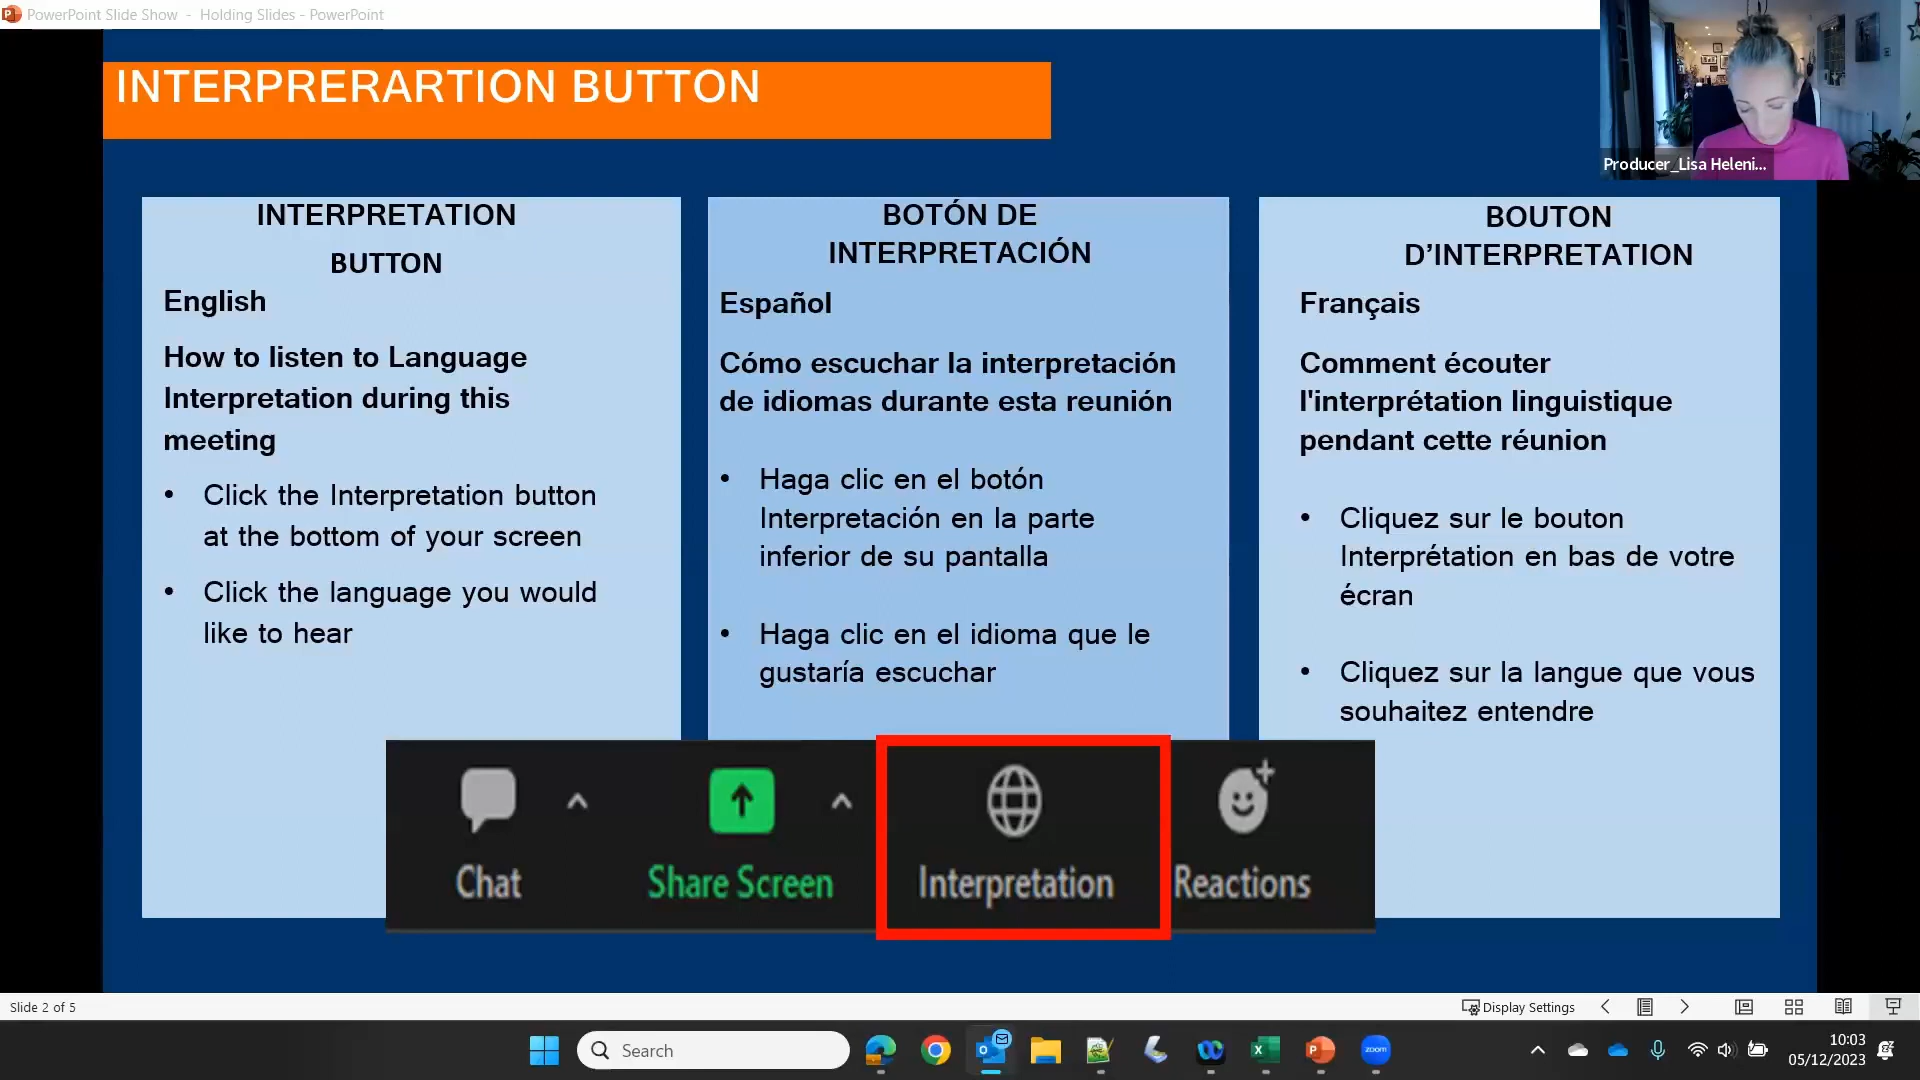 PowerPoint Slide Show - Holding Slides - PowerPoint
INTERPRERARTION BUTTON
Producer_Lisa Heleni...
INTERPRETATION
BUTTON
English
How to listen to Language
Interpretation during this
meeting
• Click the Interpretation button
at the bottom of your screen
• Click the language you would
like to hear
BOTÓN DE
INTERPRETACIÓN
Español
Cómo escuchar la interpretación
de idiomas durante esta reunión
• Haga clic en el botón
Interpretación en la parte
inferior de su pantalla
• Haga clic en el idioma que le
gustaría escuchar
BOUTON
D’INTERPRETATION
Français
Comment écouter
l'interprétation linguistique
pendant cette réunion
• Cliquez sur le bouton
Interprétation en bas de votre
écran
• Cliquez sur la langue que vous
souhaitez entendre
Chat
Share Screen
Interpretation
Reactions
Slide 2 of 5
Display Settings
Search
zoom
10:03
05/12/2023